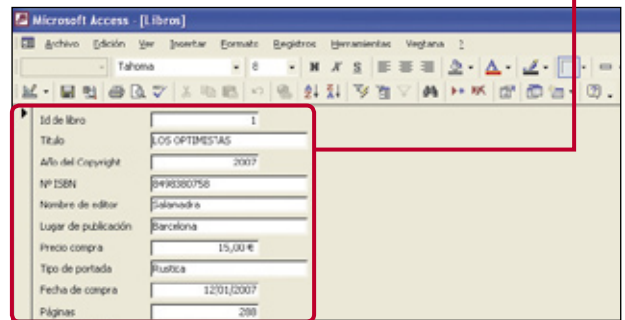 Microsoft Access - [Libros]
Archivo Edición Ver Insertar Formato Registros Herramientas Ventana ?
Tahoma 8 N K S
Id de libro 1
Título LOS OPTIMISTAS
Año del Copyright 2007
Nº ISBN 8498380758
Nombre de editor Salamadra
Lugar de publicación Barcelona
Precio compra 15,00 €
Tipo de portada Rustica
Fecha de compra 12/01/2007
Páginas 288